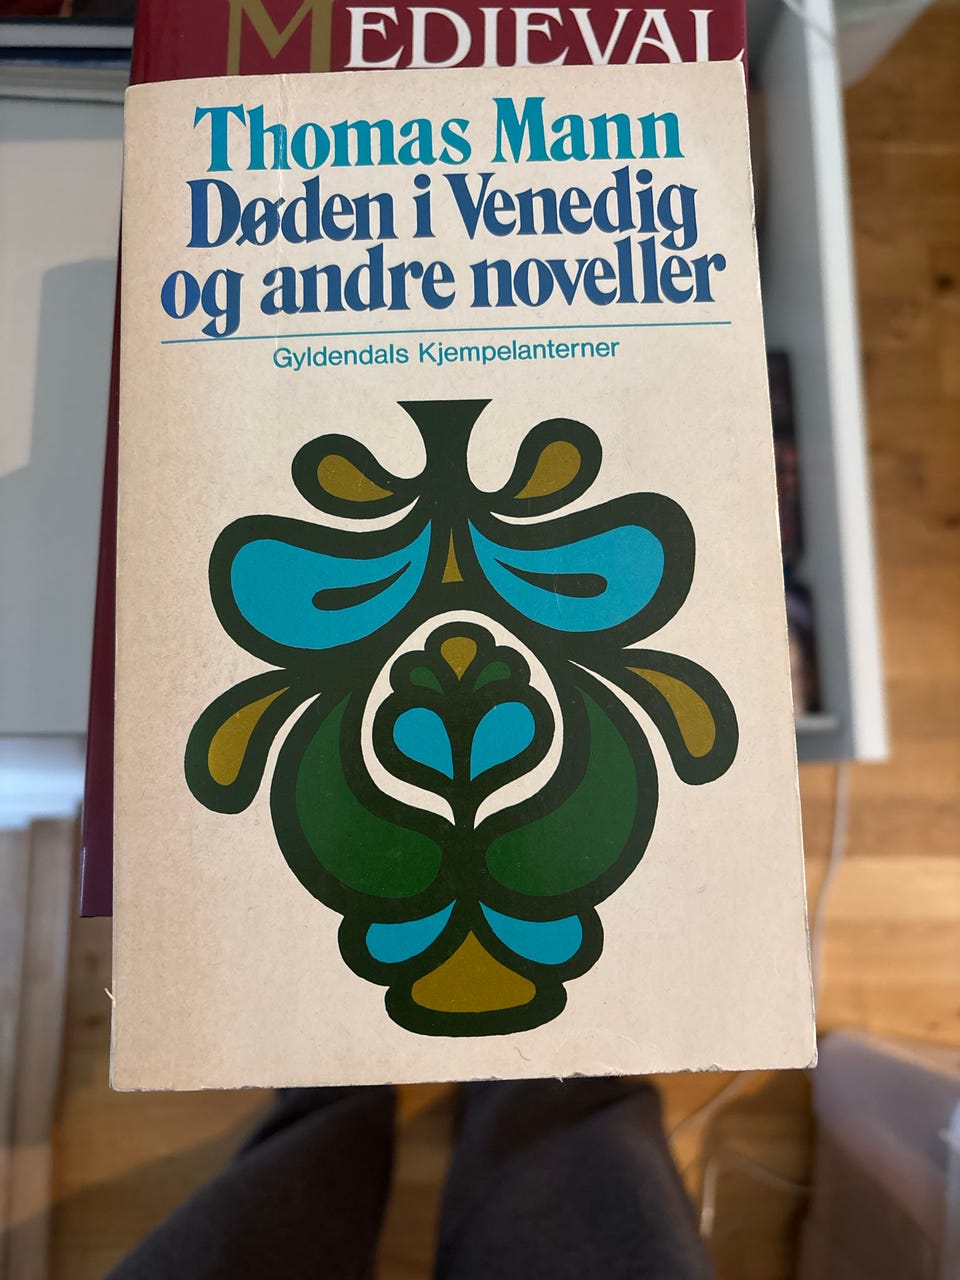 MEDIEVAL
Thomas Mann
Døden i Venedig
og andre noveller
Gyldendals Kjempelanterner